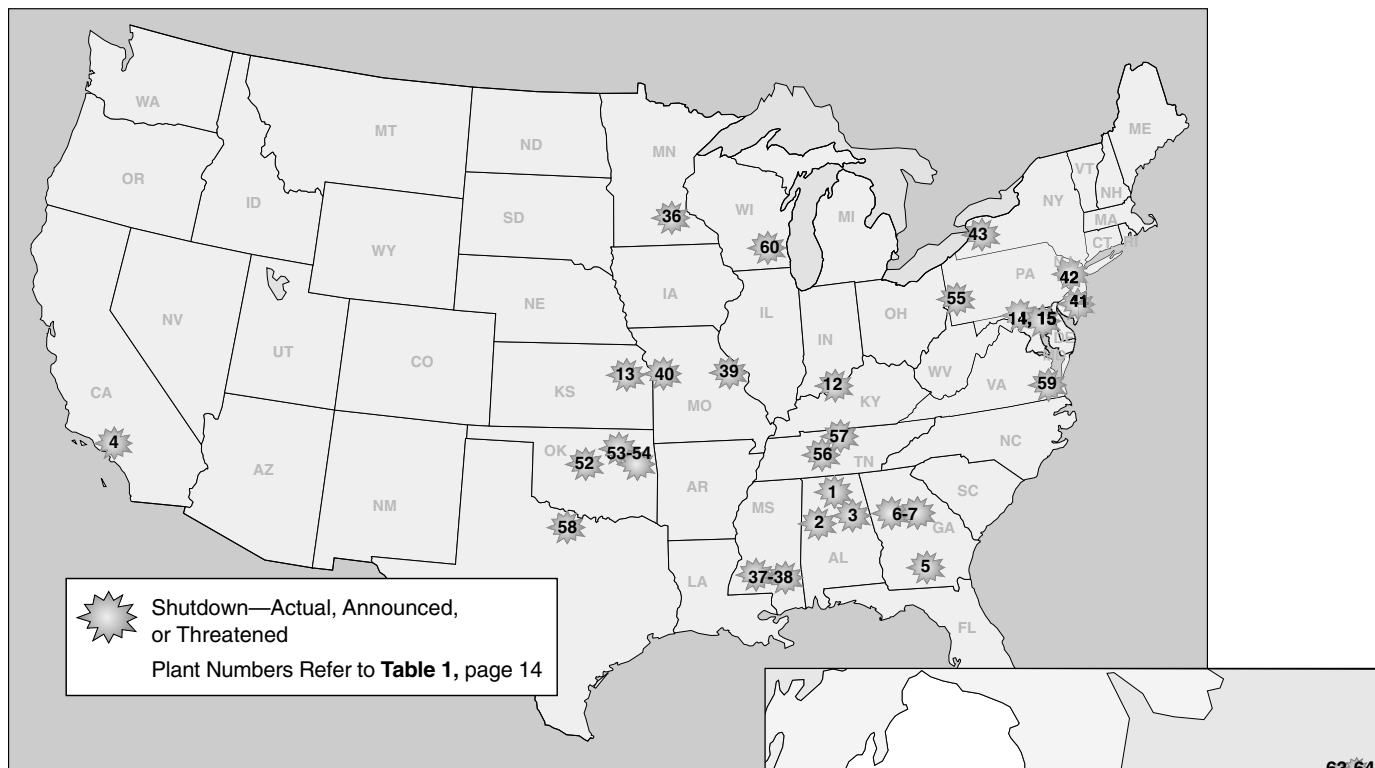 WA
MT
ND
MN
ME
OR
ID
SD
WI
MI
VT
NH
NY
MA
CT
RI
WY
36
60
43
NV
NE
IA
PA
42
UT
CO
IL
IN
OH
55
41
14, 15
DE
CA
KS
13
40
39
MO
12
KY
WV
VA
59
4
AZ
NM
OK
52
53-54
57
56
TN
NC
AR
MS
1
2
3
6-7
SC
GA
58
LA
37-38
AL
5
FL
Shutdown—Actual, Announced,
or Threatened
Plant Numbers Refer to Table 1, page 14
63-64